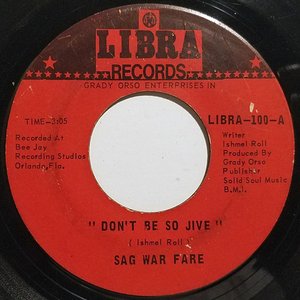 LIBRA
RECORDS
GRADY ORSO ENTERPRISES IN
TIME-3:05
LIBRA-100-A
Recorded At
Bee Jay
Recording Studios
Orlando, Fla.
Writer
Ishmel Roll
Produced By
Grady Orso
Publisher
Solid Soul Music
B.M.I.
" DON'T BE SO JIVE "
( Ishmel Roll )
SAG WAR FARE